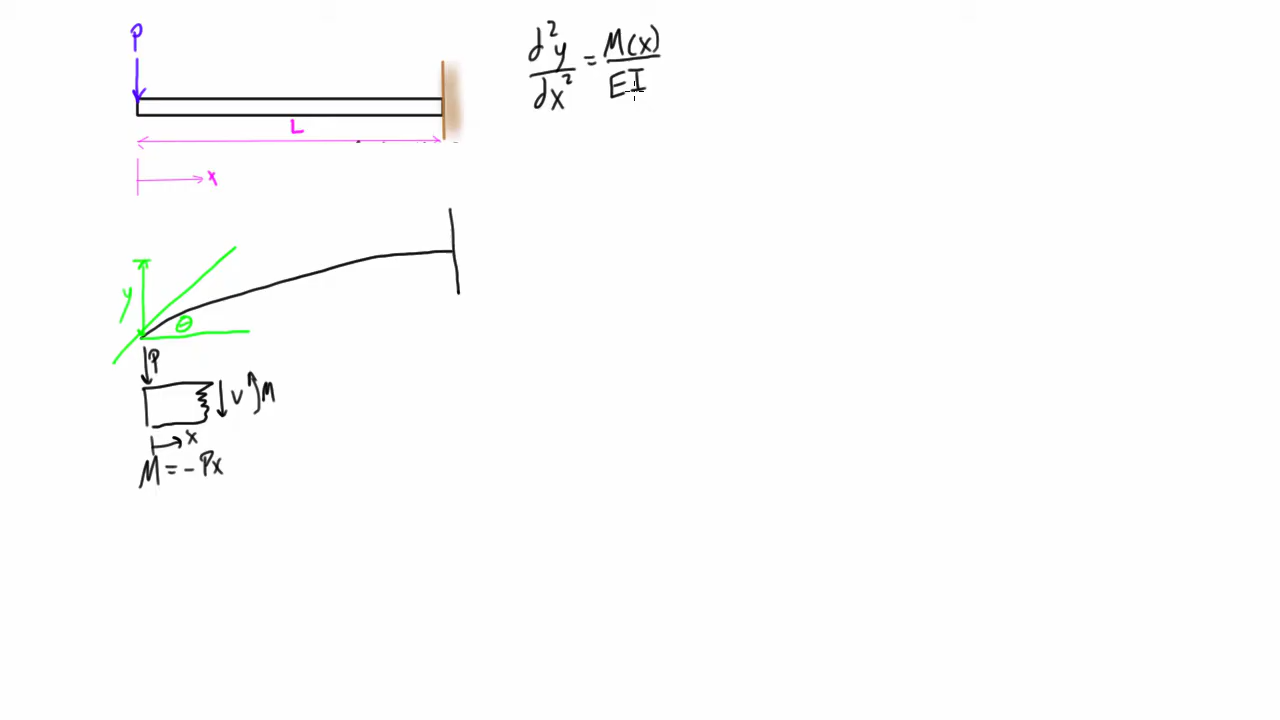 P
d²y/dx² = M(x)/EI
L
x
y
θ
P
V M
x
M = -Px